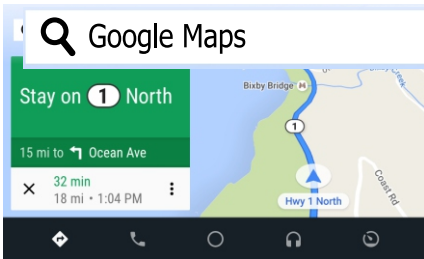 Google Maps
Stay on 1 North
15 mi to Ocean Ave
32 min
18 mi • 1:04 PM
Bixby Bridge
1
Hwy 1 North
Coast Rd